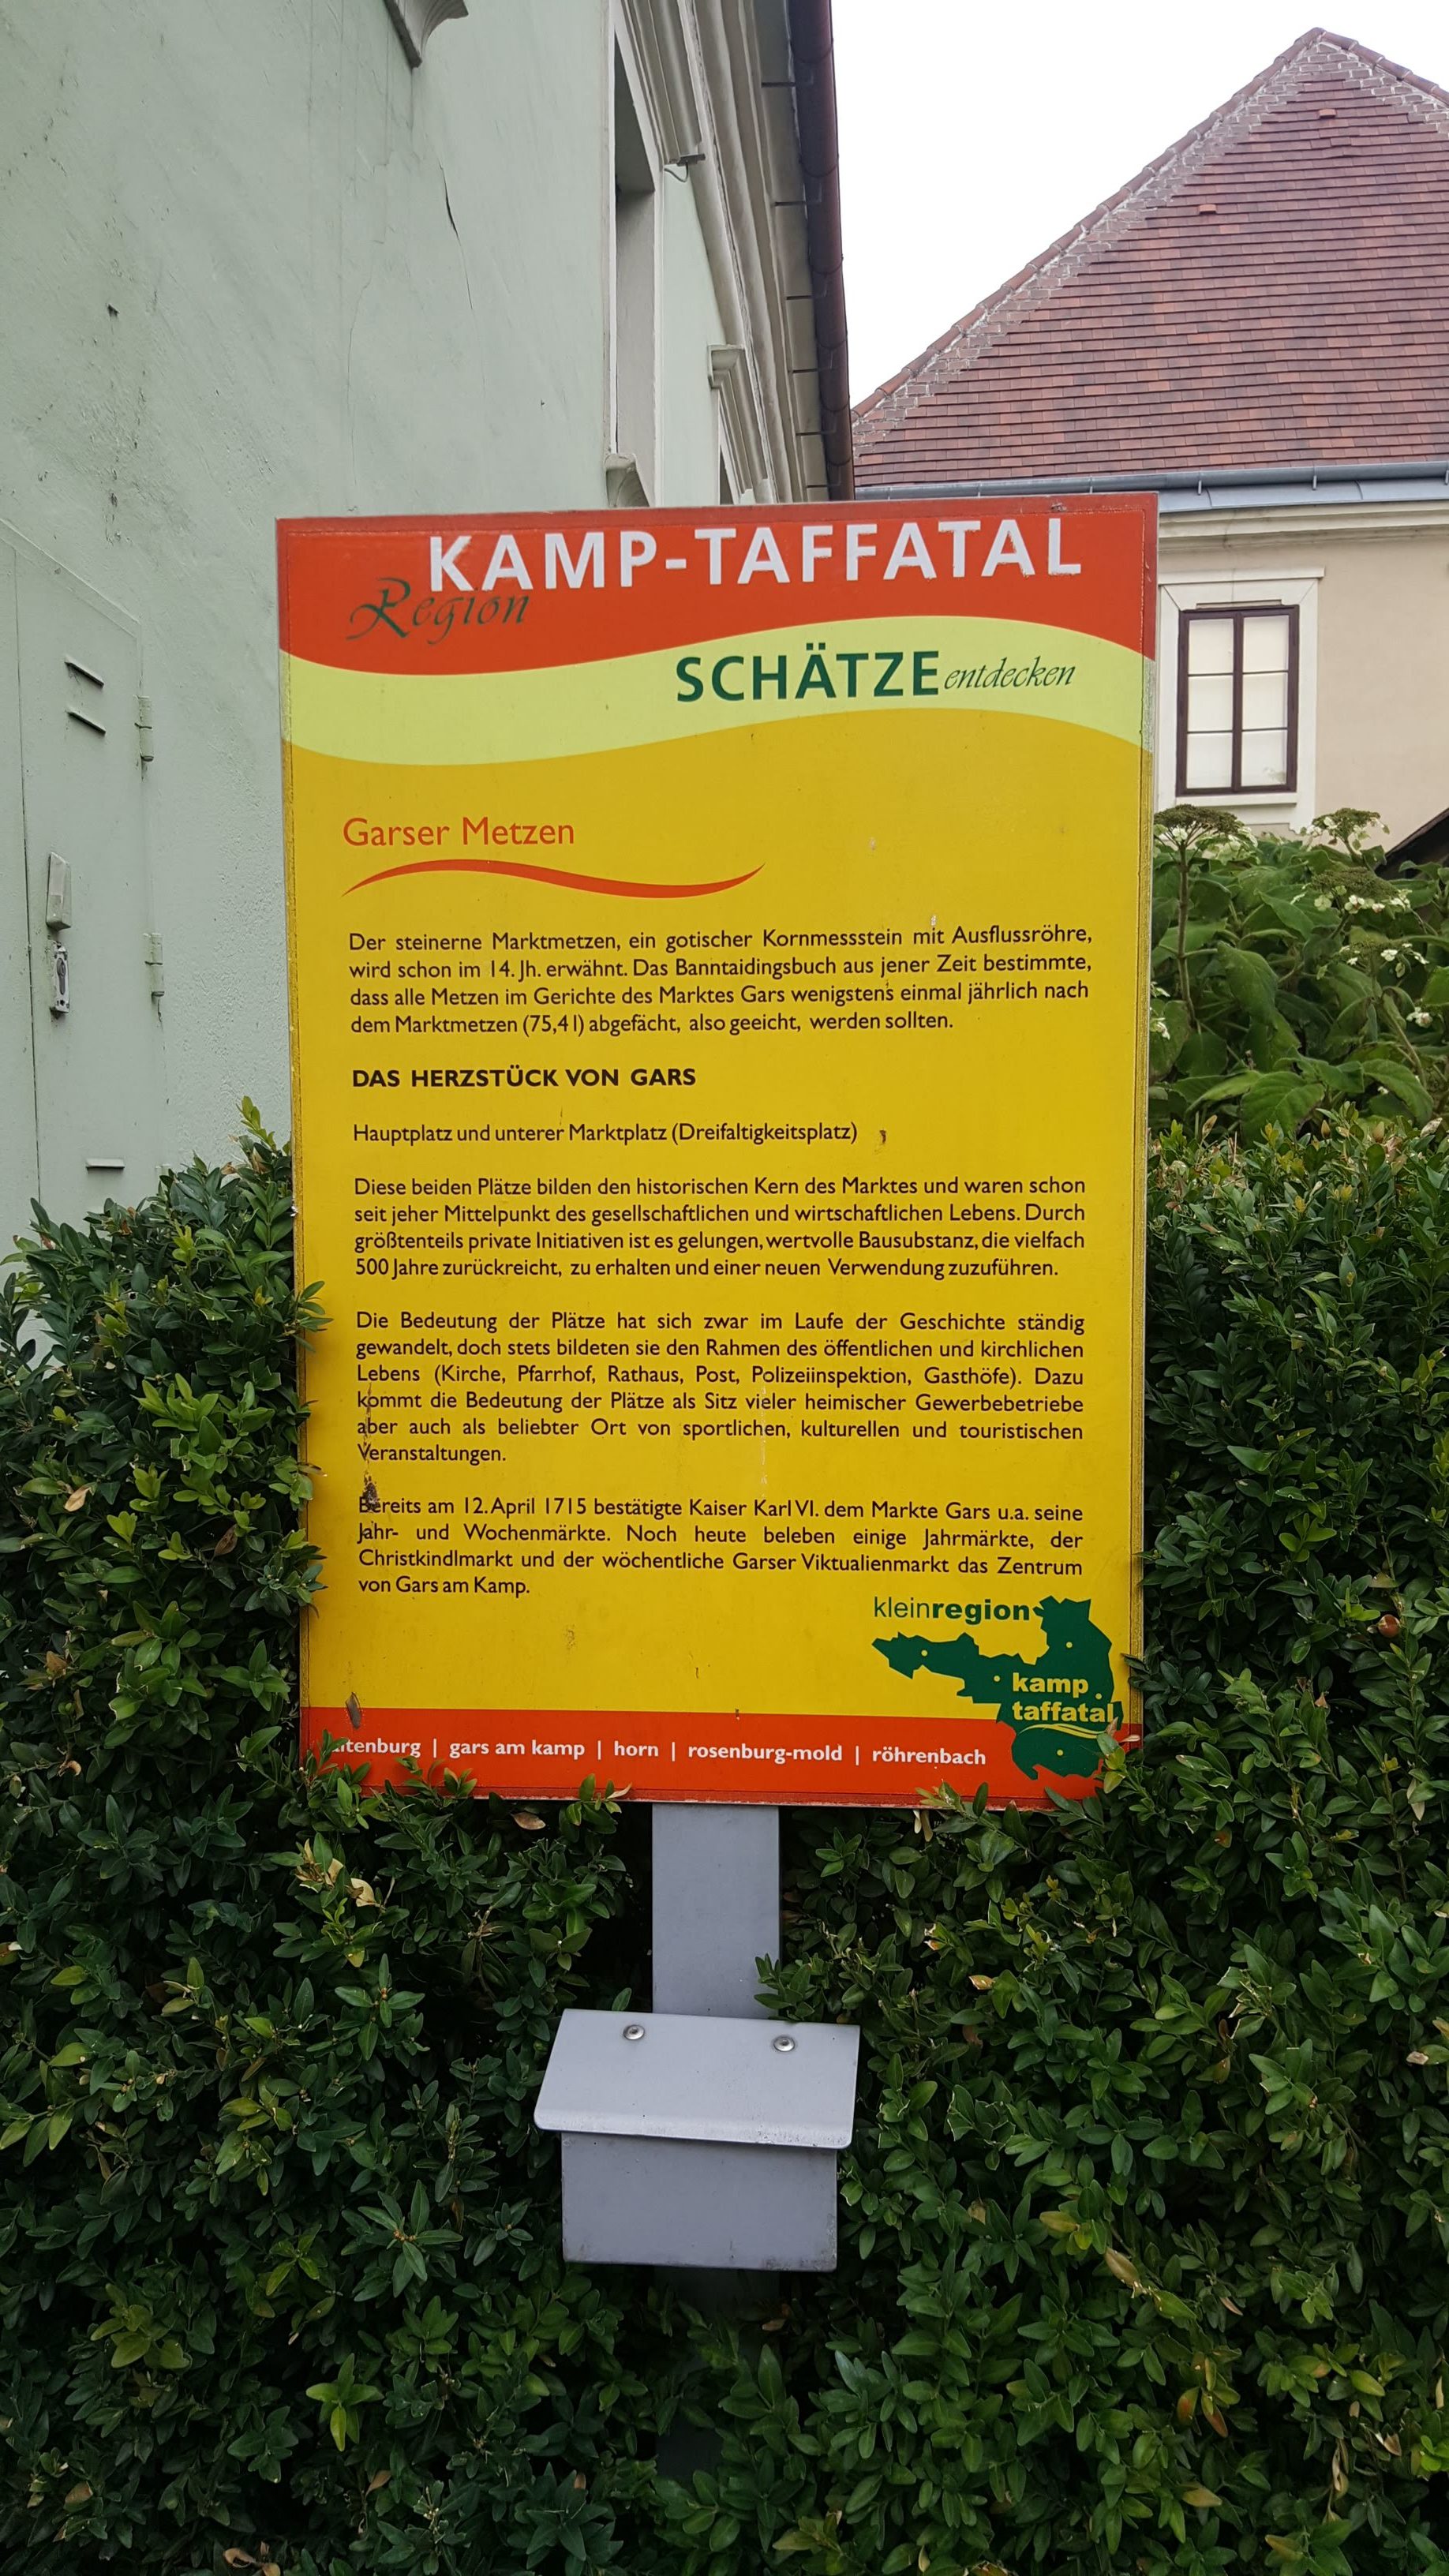 KAMP-TAFFATAL
Region
SCHÄTZE entdecken
Garser Metzen
Der steinerne Marktmetzen, ein gotischer Kornmessstein mit Ausflussröhre,
wird schon im 14. Jh. erwähnt. Das Banntaidingsbuch aus jener Zeit bestimmte,
dass alle Metzen im Gerichte des Marktes Gars wenigstens einmal jährlich nach
dem Marktmetzen (75,4 l) abgefächt, also geeicht, werden sollten.
DAS HERZSTÜCK VON GARS
Hauptplatz und unterer Marktplatz (Dreifaltigkeitsplatz)
Diese beiden Plätze bilden den historischen Kern des Marktes und waren schon
seit jeher Mittelpunkt des gesellschaftlichen und wirtschaftlichen Lebens. Durch
größtenteils private Initiativen ist es gelungen, wertvolle Bausubstanz, die vielfach
500 Jahre zurückreicht, zu erhalten und einer neuen Verwendung zuzuführen.
Die Bedeutung der Plätze hat sich zwar im Laufe der Geschichte ständig
gewandelt, doch stets bildeten sie den Rahmen des öffentlichen und kirchlichen
Lebens (Kirche, Pfarrhof, Rathaus, Post, Polizeiinspektion, Gasthöfe). Dazu
kommt die Bedeutung der Plätze als Sitz vieler heimischer Gewerbebetriebe
aber auch als beliebter Ort von sportlichen, kulturellen und touristischen
Veranstaltungen.
Bereits am 12. April 1715 bestätigte Kaiser Karl VI. dem Markte Gars u.a. seine
Jahr- und Wochenmärkte. Noch heute beleben einige Jahrmärkte, der
Christkindlmarkt und der wöchentliche Garser Viktualienmarkt das Zentrum
von Gars am Kamp.
kleinregion
kamp
taffatal
altenburg | gars am kamp | horn | rosenburg-mold | röhrenbach